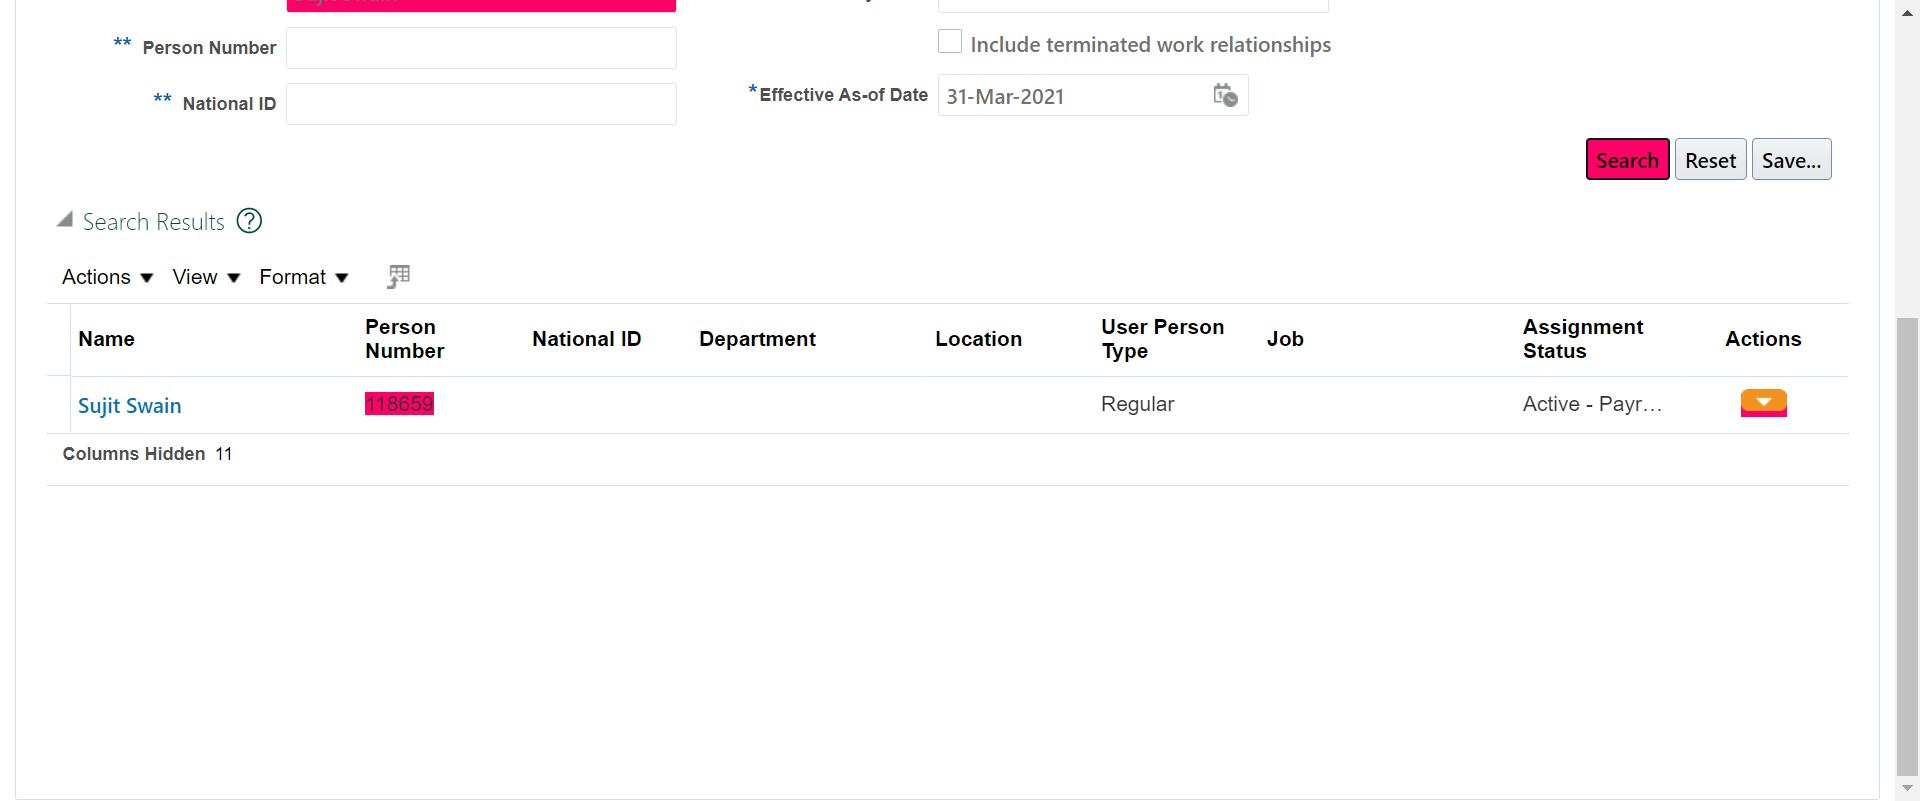 ** Person Number
Include terminated work relationships
** National ID
*Effective As-of Date 31-Mar-2021
Search Reset Save...
Search Results ?
Actions View Format
Name Person Number National ID Department Location User Person Type Job Assignment Status Actions
Sujit Swain 118659 Regular Active - Payr…
Columns Hidden 11